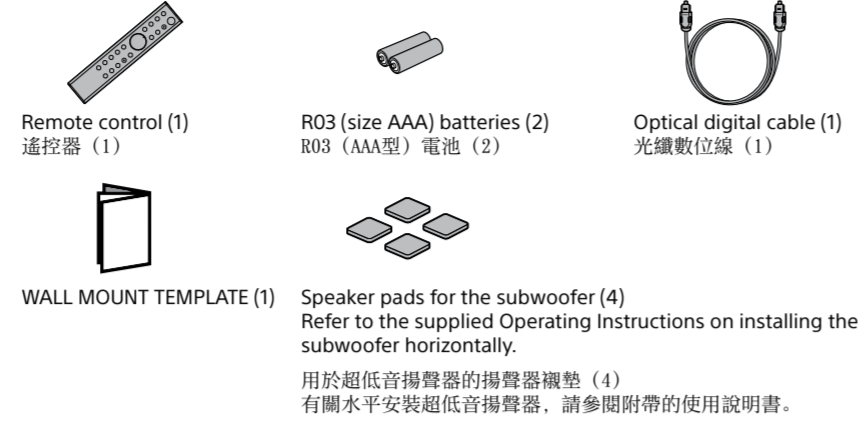 Remote control (1)
遙控器（1）
R03 (size AAA) batteries (2)
R03（AAA型）電池（2）
Optical digital cable (1)
光纖數位線（1）
WALL MOUNT TEMPLATE (1)
Speaker pads for the subwoofer (4)
Refer to the supplied Operating Instructions on installing the
subwoofer horizontally.
用於超低音揚聲器的揚聲器襯墊（4）
有關水平安裝超低音揚聲器，請參閱附帶的使用說明書。